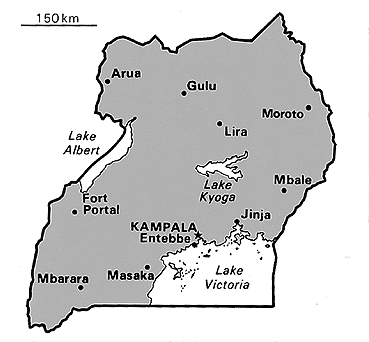 150 km
Arua
Gulu
Moroto
Lira
Lake
Albert
Mbale
Lake
Kyoga
Fort
Portal
Jinja
KAMPALA
Entebbe
Masaka
Lake
Victoria
Mbarara